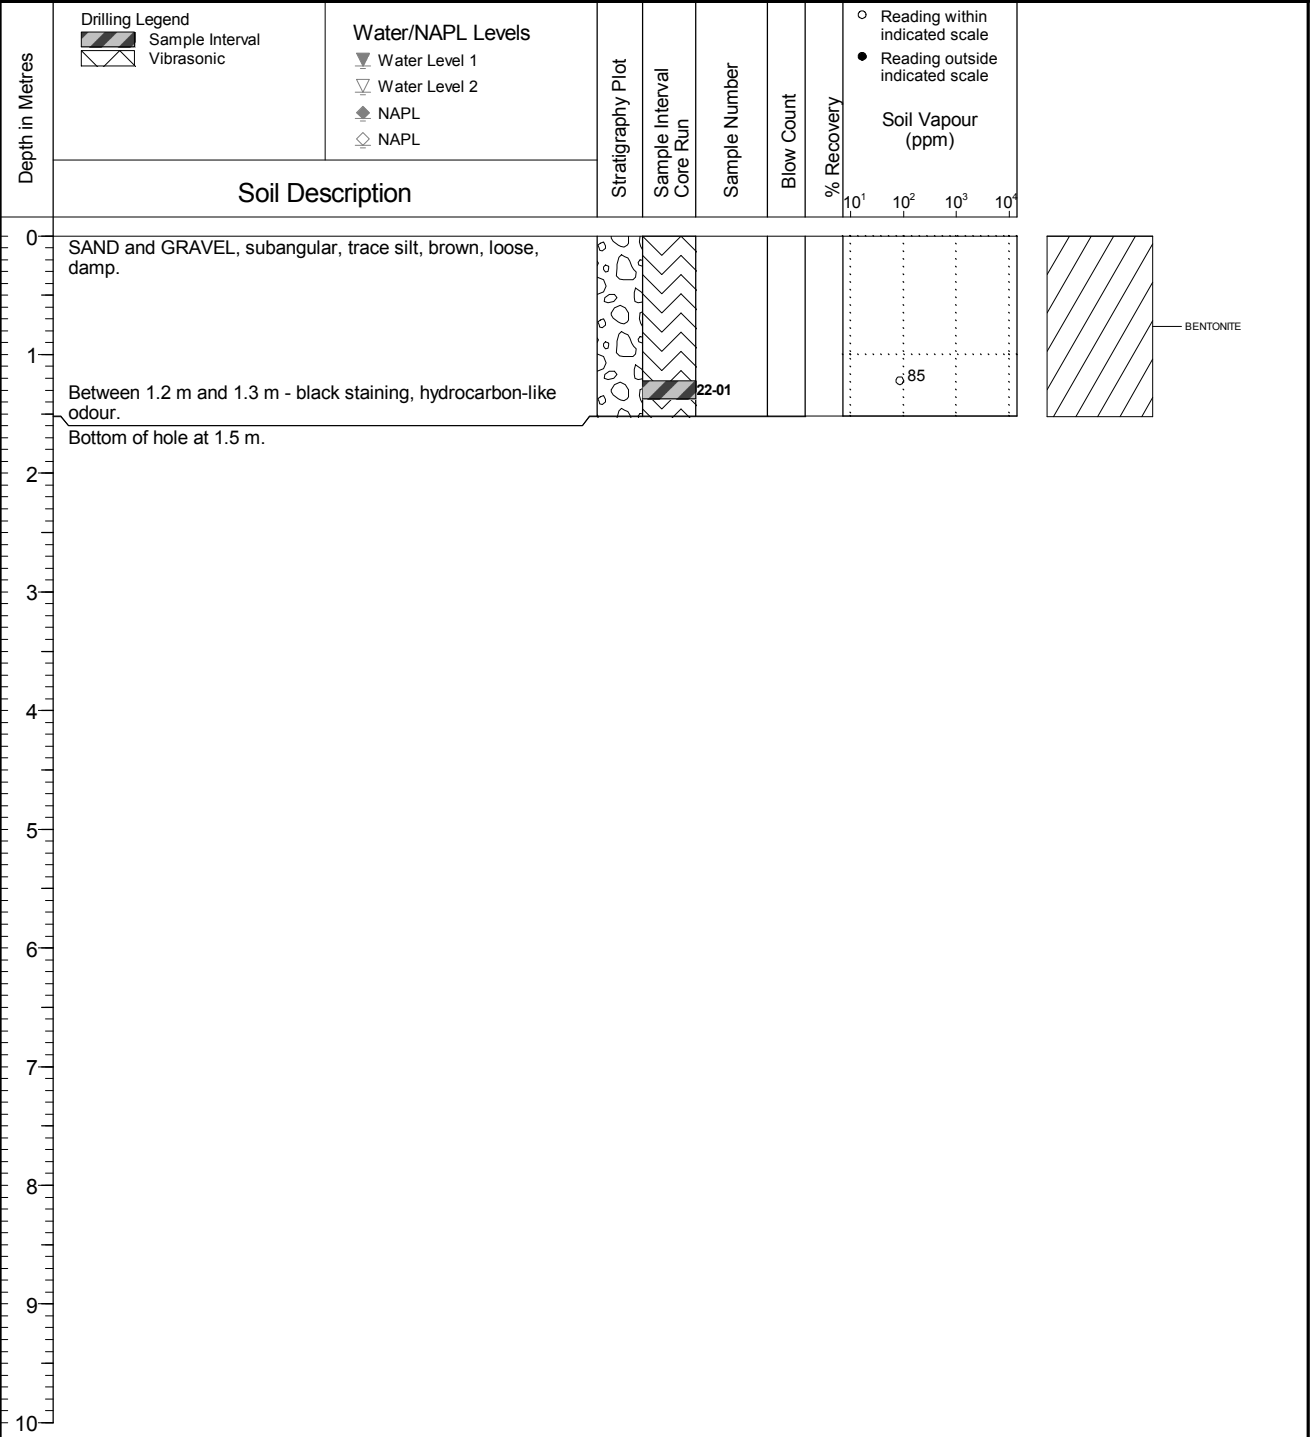 Depth in Metres
Drilling Legend
Sample Interval
Vibrasonic
Water/NAPL Levels
Water Level 1
Water Level 2
NAPL
NAPL
Soil Description
Stratigraphy Plot
Sample Interval
Core Run
Sample Number
Blow Count
% Recovery
Reading within
indicated scale
Reading outside
indicated scale
Soil Vapour
(ppm)
10¹ 10² 10³ 10⁴
0
SAND and GRAVEL, subangular, trace silt, brown, loose,
damp.
BENTONITE
1
85
Between 1.2 m and 1.3 m - black staining, hydrocarbon-like
odour.
22-01
Bottom of hole at 1.5 m.
2
3
4
5
6
7
8
9
10